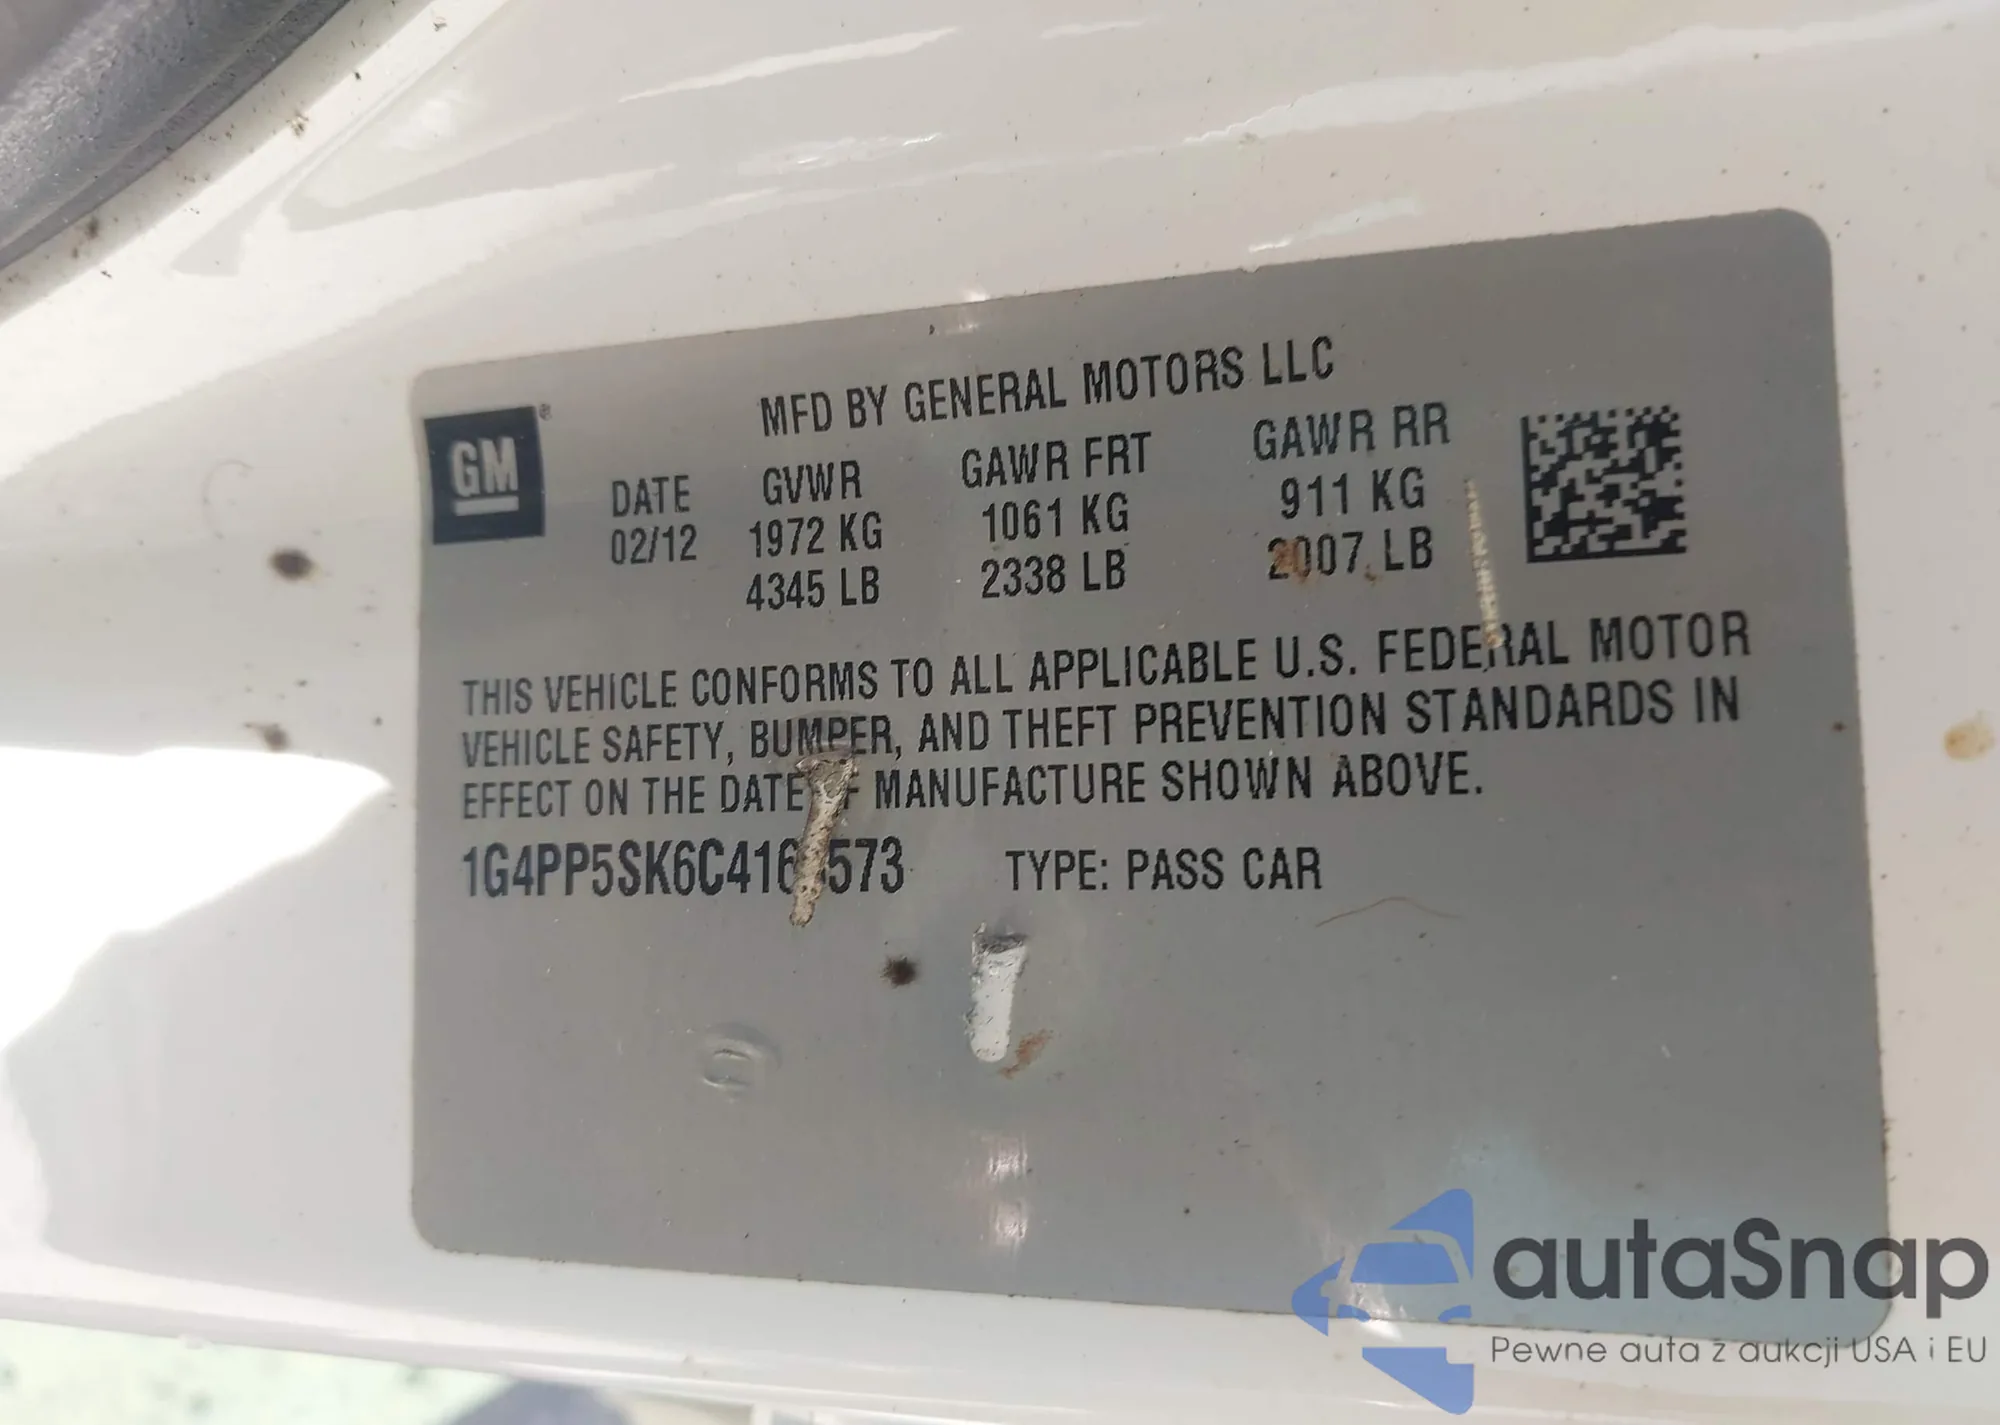 MFD BY GENERAL MOTORS LLC
GM®
DATE GVWR GAWR FRT GAWR RR
02/12 1972 KG 1061 KG 911 KG
4345 LB 2338 LB 2007 LB
THIS VEHICLE CONFORMS TO ALL APPLICABLE U.S. FEDERAL MOTOR
VEHICLE SAFETY, BUMPER, AND THEFT PREVENTION STANDARDS IN
EFFECT ON THE DATE OF MANUFACTURE SHOWN ABOVE.
TYPE: PASS CAR
autaSnap
Pewne auta z aukcji USA i EU